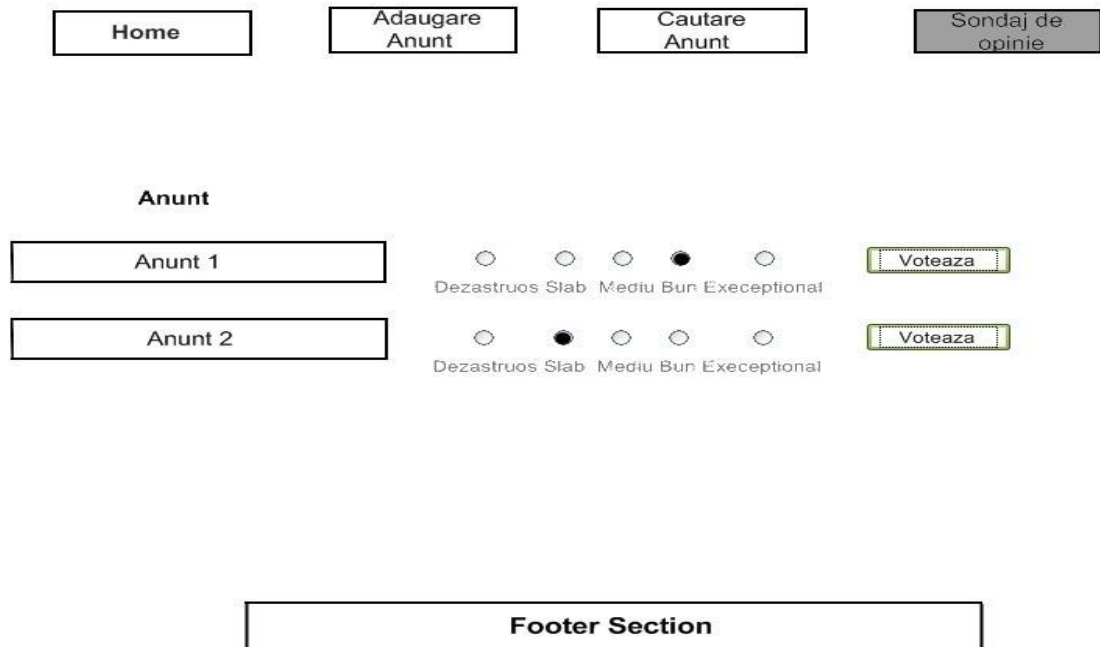 Home
Adaugare
Anunt
Cautare
Anunt
Sondaj de
opinie
Anunt
Anunt 1
Dezastruos Slab Mediu Bun Execeptional
Voteaza
Anunt 2
Dezastruos Slab Mediu Bun Execeptional
Voteaza
Footer Section